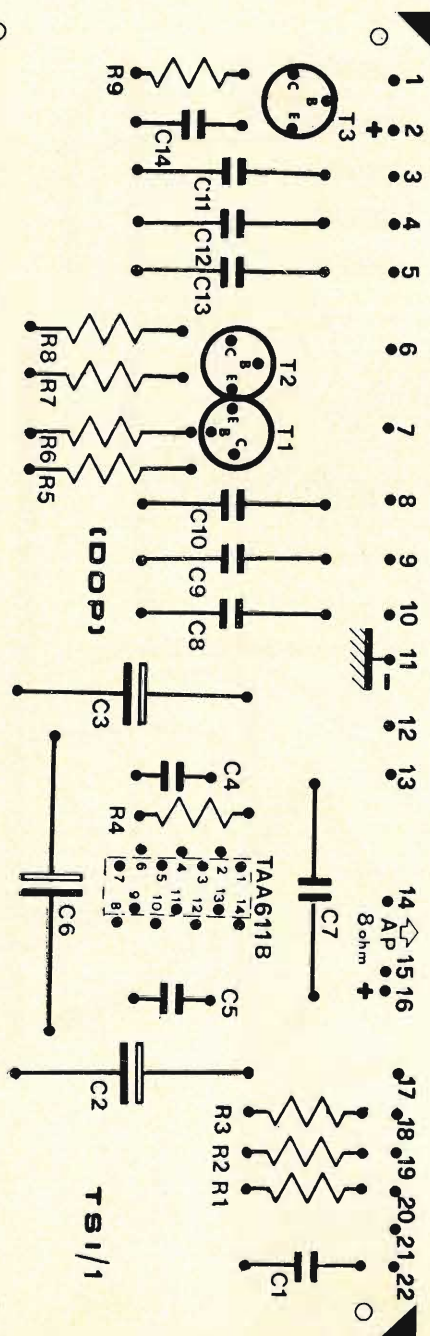 1
2
+
3
4
5
6
7
8
9
10
11
-
12
13
14
AP
8 ohm
15
+
16
17
18
19
20
21
22
R9
C
B
E
T3
C14
C11
C12
C13
R8
R7
C
B
E
T2
E
B
C
T1
R6
R5
C10
C9
C8
(DOP)
C3
C4
R4
TAA611B
1
2
3
4
5
6
7
14
13
12
11
10
9
8
C7
C6
C5
C2
R3
R2
R1
C1
TSI/1